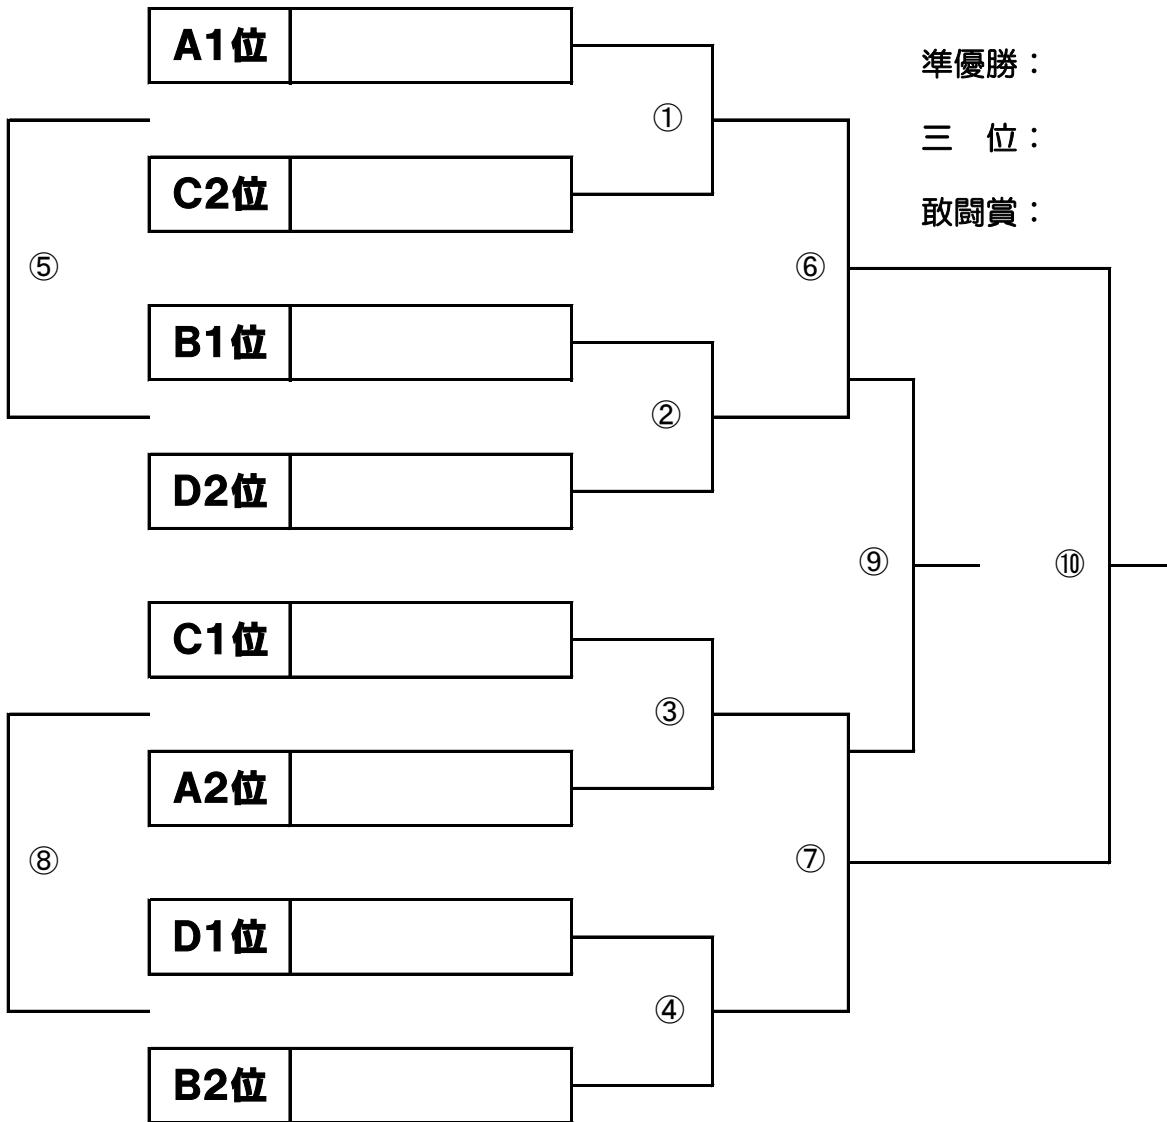 A1位
準優勝：
①
三　位：
C2位
敢闘賞：
⑤
⑥
B1位
②
D2位
⑨
⑩
C1位
③
A2位
⑧
⑦
D1位
④
B2位